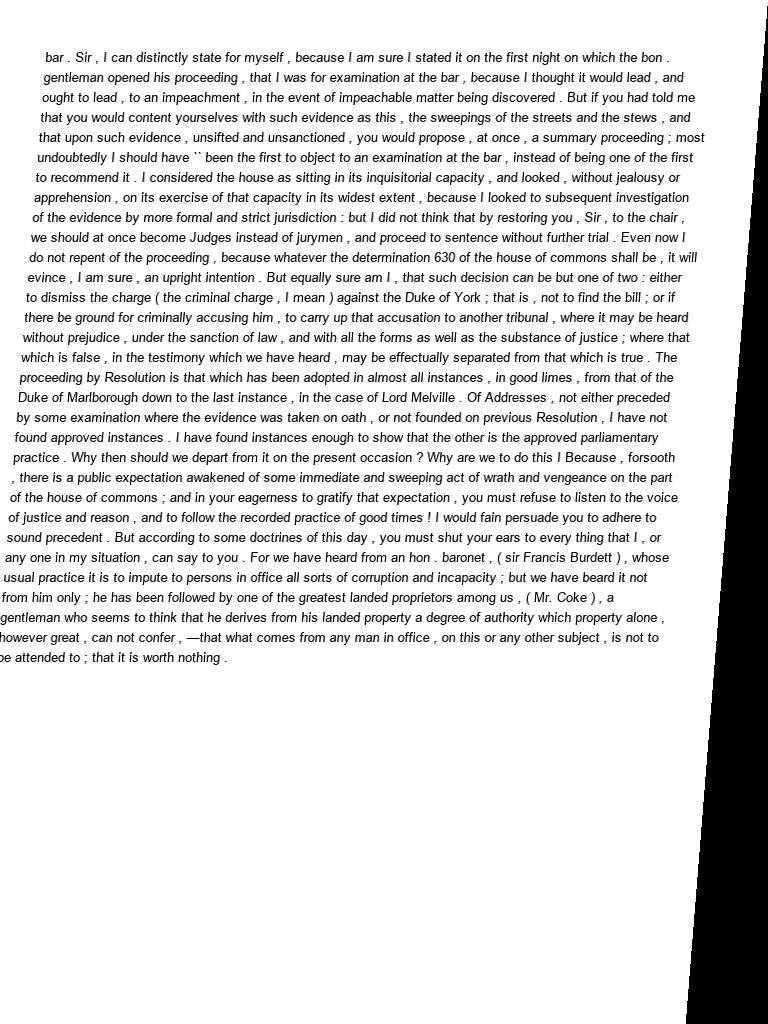 bar . Sir , I can distinctly state for myself , because I am sure I stated it on the first night on which the bon .
gentleman opened his proceeding , that I was for examination at the bar , because I thought it would lead , and
ought to lead , to an impeachment , in the event of impeachable matter being discovered . But if you had told me
that you would content yourselves with such evidence as this , the sweepings of the streets and the stews , and
that upon such evidence , unsifted and unsanctioned , you would propose , at once , a summary proceeding ; most
undoubtedly I should have `` been the first to object to an examination at the bar , instead of being one of the first
to recommend it . I considered the house as sitting in its inquisitorial capacity , and looked , without jealousy or
apprehension , on its exercise of that capacity in its widest extent , because I looked to subsequent investigation
of the evidence by more formal and strict jurisdiction : but I did not think that by restoring you , Sir , to the chair ,
we should at once become Judges instead of jurymen , and proceed to sentence without further trial . Even now I
do not repent of the proceeding , because whatever the determination 630 of the house of commons shall be , it will
evince , I am sure , an upright intention . But equally sure am I , that such decision can be but one of two : either
to dismiss the charge ( the criminal charge , I mean ) against the Duke of York ; that is , not to find the bill ; or if
there be ground for criminally accusing him , to carry up that accusation to another tribunal , where it may be heard
without prejudice , under the sanction of law , and with all the forms as well as the substance of justice ; where that
which is false , in the testimony which we have heard , may be effectually separated from that which is true . The
proceeding by Resolution is that which has been adopted in almost all instances , in good limes , from that of the
Duke of Marlborough down to the last instance , in the case of Lord Melville . Of Addresses , not either preceded
by some examination where the evidence was taken on oath , or not founded on previous Resolution , I have not
found approved instances . I have found instances enough to show that the other is the approved parliamentary
practice . Why then should we depart from it on the present occasion ? Why are we to do this I Because , forsooth
, there is a public expectation awakened of some immediate and sweeping act of wrath and vengeance on the part
of the house of commons ; and in your eagerness to gratify that expectation , you must refuse to listen to the voice
of justice and reason , and to follow the recorded practice of good times ! I would fain persuade you to adhere to
sound precedent . But according to some doctrines of this day , you must shut your ears to every thing that I , or
any one in my situation , can say to you . For we have heard from an hon . baronet , ( sir Francis Burdett ) , whose
usual practice it is to impute to persons in office all sorts of corruption and incapacity ; but we have beard it not
from him only ; he has been followed by one of the greatest landed proprietors among us , ( Mr. Coke ) , a
gentleman who seems to think that he derives from his landed property a degree of authority which property alone ,
however great , can not confer , —that what comes from any man in office , on this or any other subject , is not to
be attended to ; that it is worth nothing .